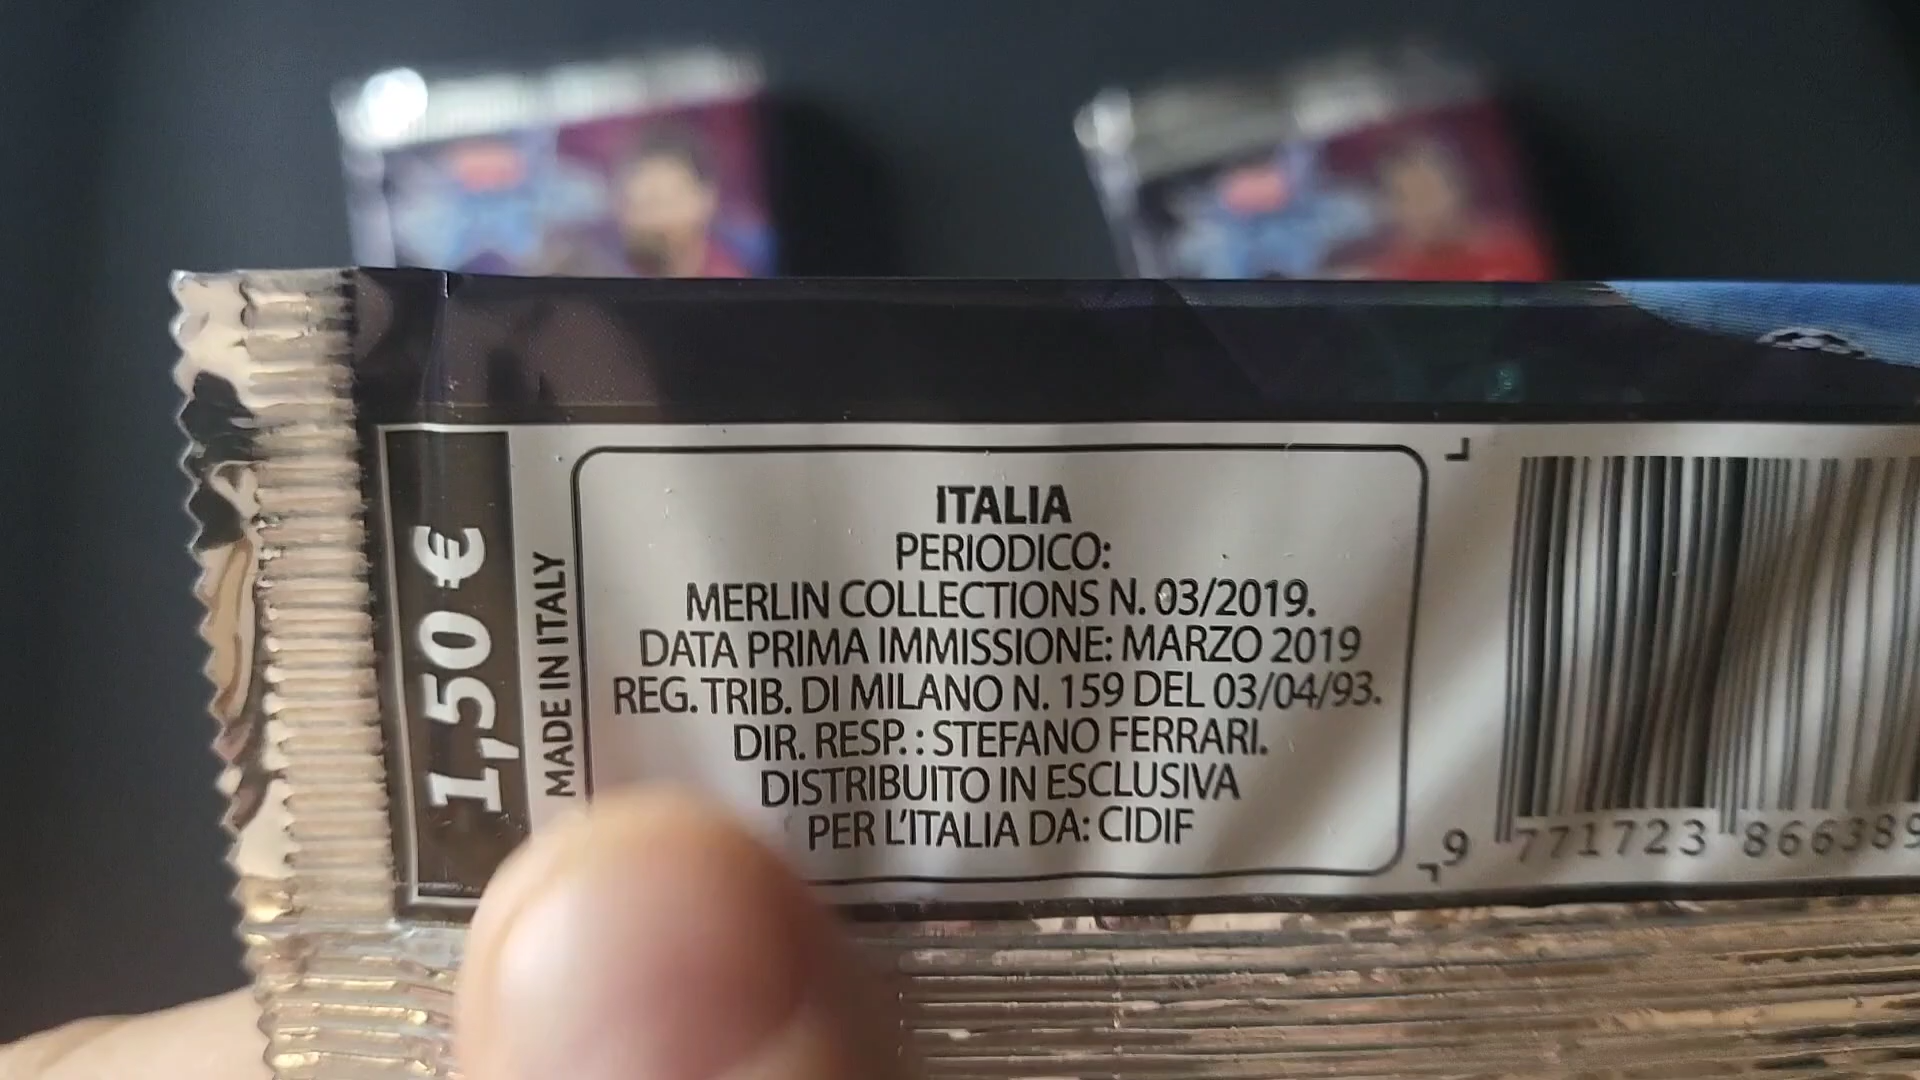 1,50 €
MADE IN ITALY
ITALIA
PERIODICO:
MERLIN COLLECTIONS N. 03/2019.
DATA PRIMA IMMISSIONE: MARZO 2019
REG. TRIB. DI MILANO N. 159 DEL 03/04/93.
DIR. RESP.: STEFANO FERRARI.
DISTRIBUITO IN ESCLUSIVA
PER L'ITALIA DA: CIDIF
9 771723 866389